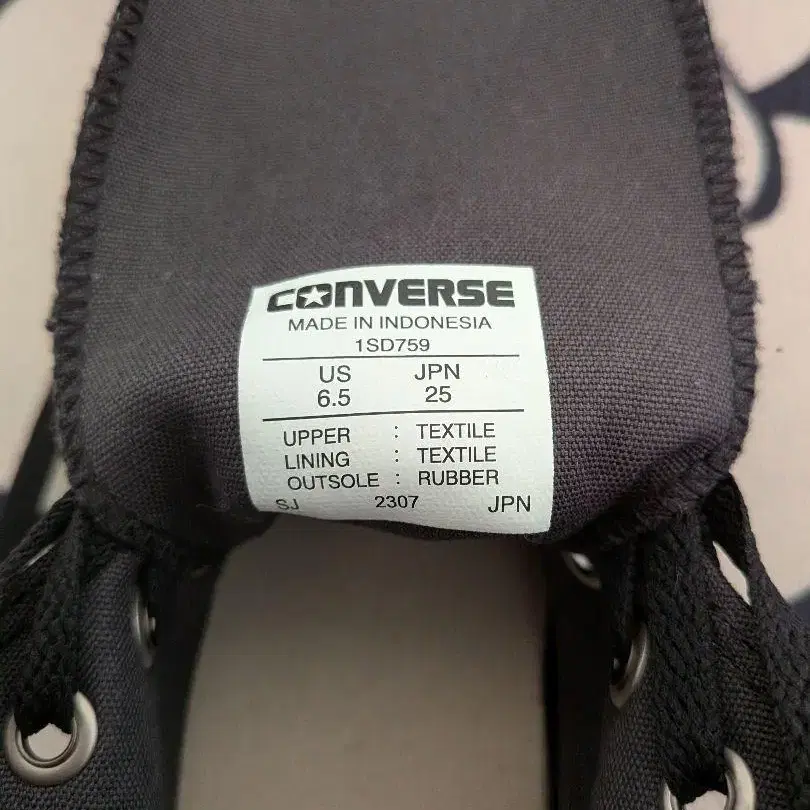 CONVERSE
MADE IN INDONESIA
1SD759
US JPN
6.5 25
UPPER : TEXTILE
LINING : TEXTILE
OUTSOLE : RUBBER
SJ 2307 JPN